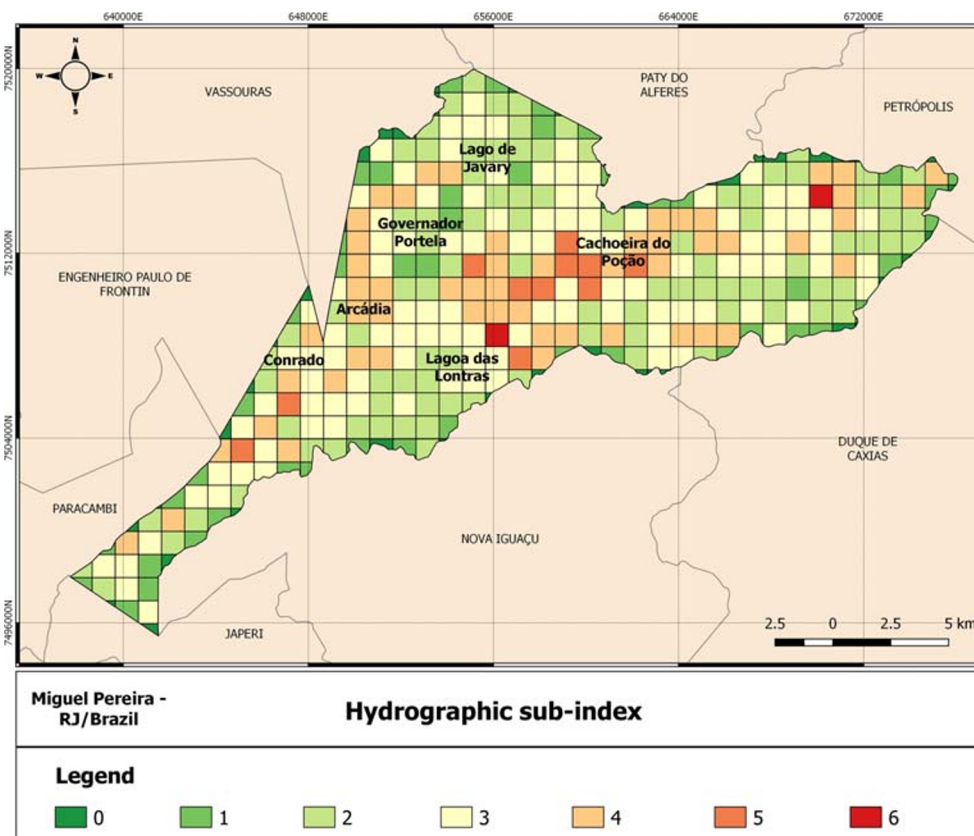 640000E 648000E 656000E 664000E 672000E
7520000N
7512000N
7504000N
7496000N
N
W E
S
VASSOURAS
PATY DO
ALFERES
PETRÓPOLIS
Lago de
Javary
Governador
Portela
Cachoeira do
Poção
ENGENHEIRO PAULO DE
FRONTIN
Arcádia
Conrado
Lagoa das
Lontras
DUQUE DE
CAXIAS
PARACAMBI
NOVA IGUAÇU
JAPERI
2.5 0 2.5 5 km
Miguel Pereira -
RJ/Brazil
Hydrographic sub-index
Legend
0 1 2 3 4 5 6